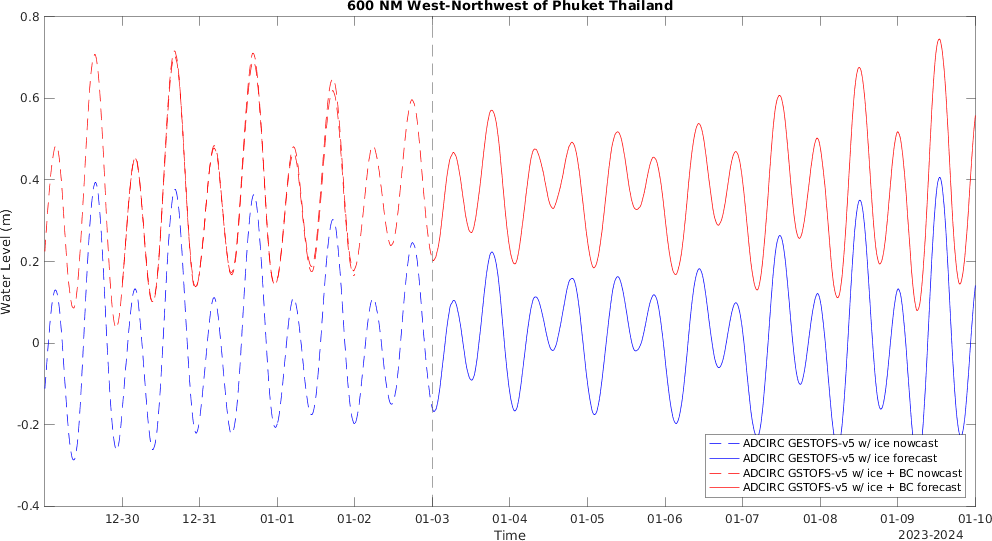 600 NM West-Northwest of Phuket Thailand
0.8
0.6
0.4
0.2
0
-0.2
-0.4
Water Level (m)
12-30
12-31
01-01
01-02
01-03
01-04
01-05
01-06
01-07
01-08
01-09
01-10
Time
2023-2024
ADCIRC GESTOFS-v5 w/ ice nowcast
ADCIRC GESTOFS-v5 w/ ice forecast
ADCIRC GSTOFS-v5 w/ ice + BC nowcast
ADCIRC GSTOFS-v5 w/ ice + BC forecast